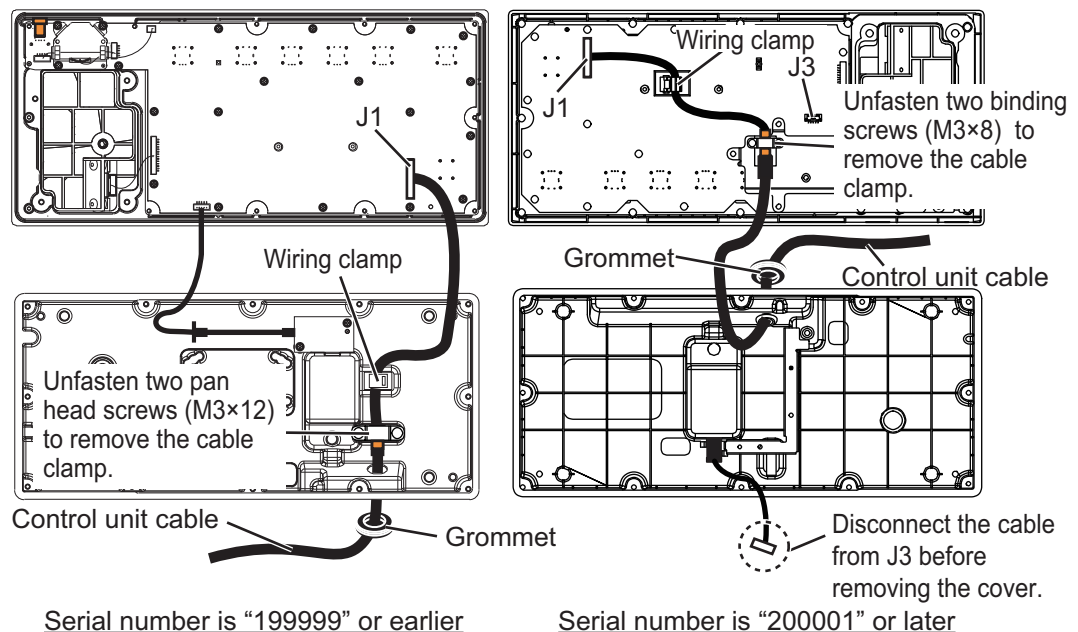 J1
Wiring clamp
Unfasten two pan
head screws (M3×12)
to remove the cable
clamp.
Control unit cable
Grommet
Serial number is “199999” or earlier
Wiring clamp
J3
J1
Unfasten two binding
screws (M3×8) to
remove the cable
clamp.
Grommet
Control unit cable
Disconnect the cable
from J3 before
removing the cover.
Serial number is “200001” or later